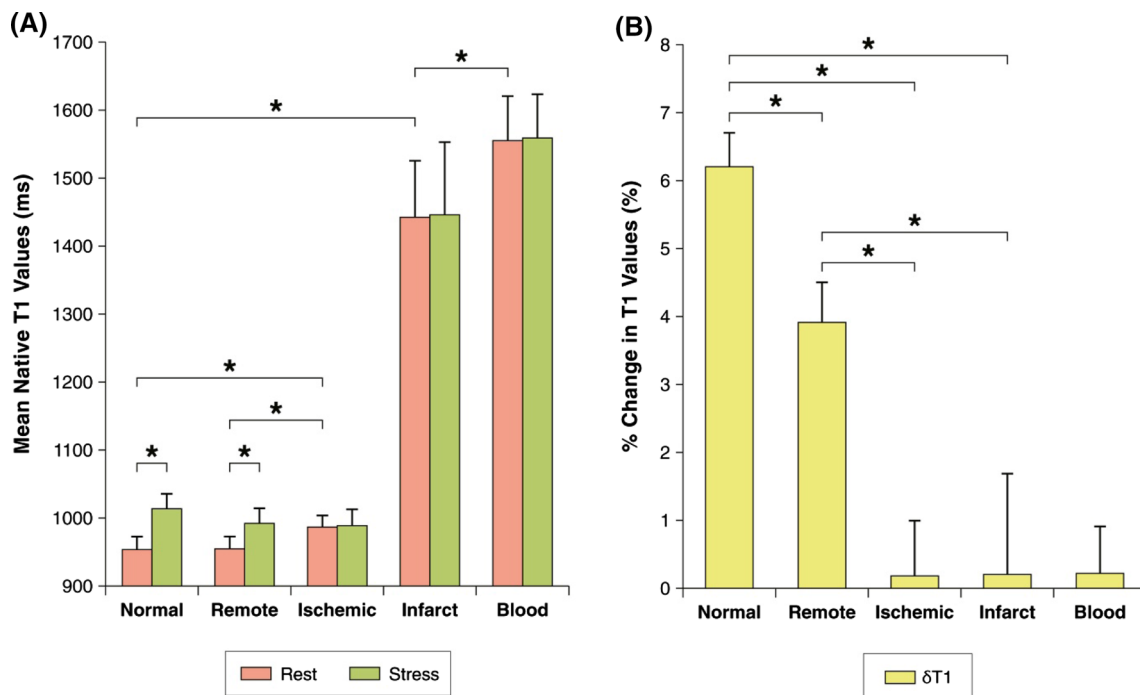 (A)
Mean Native T1 Values (ms)
1700
1600
1500
1400
1300
1200
1100
1000
900
*
*
*
*
*
*
Normal
Remote
Ischemic
Infarct
Blood
Rest
Stress
(B)
% Change in T1 Values (%)
8
7
6
5
4
3
2
1
0
*
*
*
*
*
Normal
Remote
Ischemic
Infarct
Blood
δT1